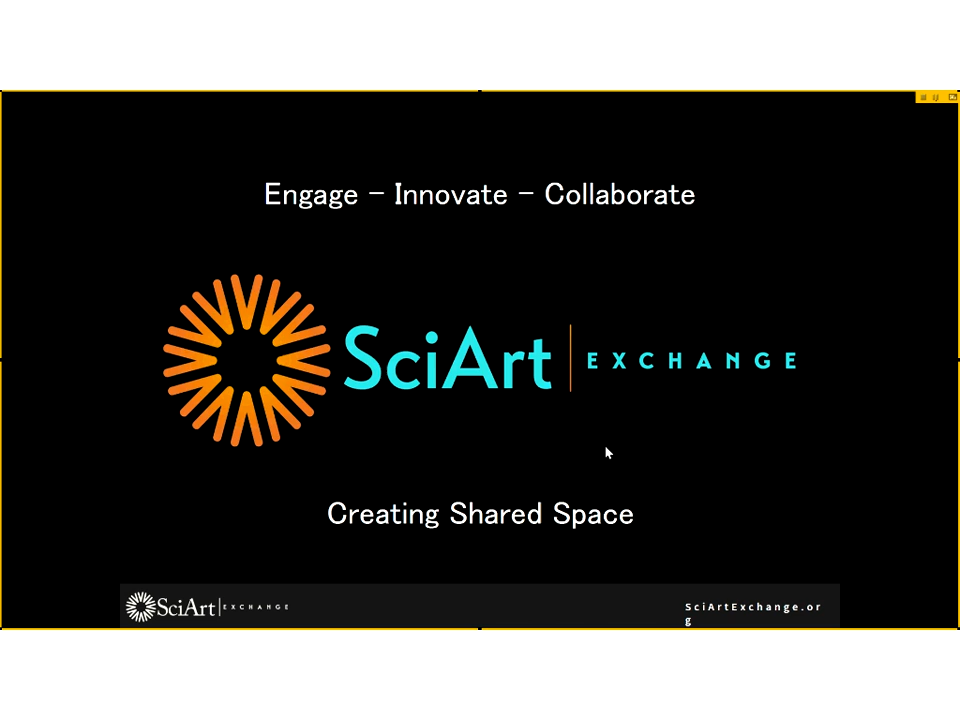 Engage – Innovate – Collaborate
SciArt EXCHANGE
Creating Shared Space
SciArt EXCHANGE
SciArtExchange.or
g